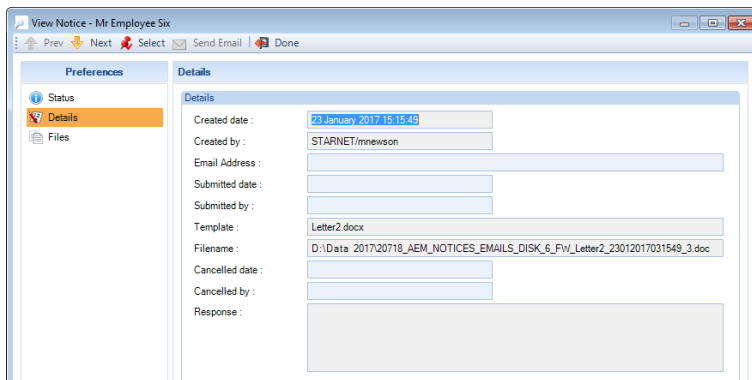 View Notice - Mr Employee Six
Prev Next Select Send Email Done
Preferences
Status
Details
Files
Details
Details
Created date : 23 January 2017 15:15:49
Created by : STARNET/mnewson
Email Address :
Submitted date :
Submitted by :
Template : Letter2.docx
Filename : D:\Data 2017\20718_AEM_NOTICES_EMAILS_DISK_6_FW_Letter2_23012017031549_3.doc
Cancelled date :
Cancelled by :
Response :